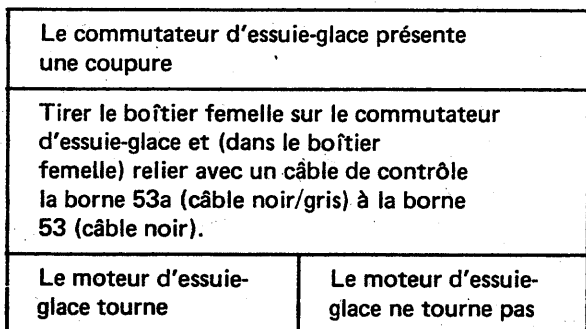 Le commutateur d'essuie-glace présente
une coupure
Tirer le boîtier femelle sur le commutateur
d'essuie-glace et (dans le boîtier
femelle) relier avec un câble de contrôle
la borne 53a (câble noir/gris) à la borne
53 (câble noir).
Le moteur d'essuie-
glace tourne
Le moteur d'essuie-
glace ne tourne pas